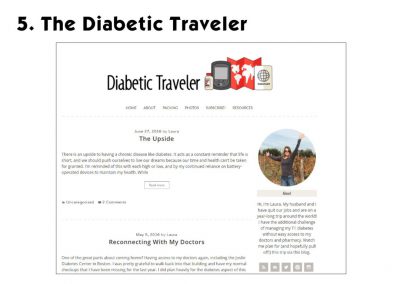 5. The Diabetic Traveler
Diabetic Traveler
HOME ABOUT PACKING PHOTOS SUBSCRIBE! RESOURCES
June 27, 2016 by Laura
The Upside
There is an upside to having a chronic disease like diabetes. It acts as a constant reminder that life is
short, and we should push ourselves to live our dreams because our time and health can't be taken
for granted. I'm reminded of this with each high or low, and by my continued reliance on battery-
operated devices to maintain my health. While
Read more
Uncategorized 2 Comments
May 5, 2016 by Laura
Reconnecting With My Doctors
One of the great parts about coming home? Having access to my doctors again, including the Joslin
Diabetes Center in Boston. I was pretty grateful to walk back into that building and have my normal
checkups that I have been missing for the last year. I did plan heavily for the diabetes aspect of this
Hi, I'm Laura. My husband and I
have quit our jobs and are on a
year-long trip around the world!
I have the additional challenge
of managing my T1 diabetes
without easy access to my
doctors and pharmacy. Watch
me plan for (and hopefully pull
off) this trip via this blog.